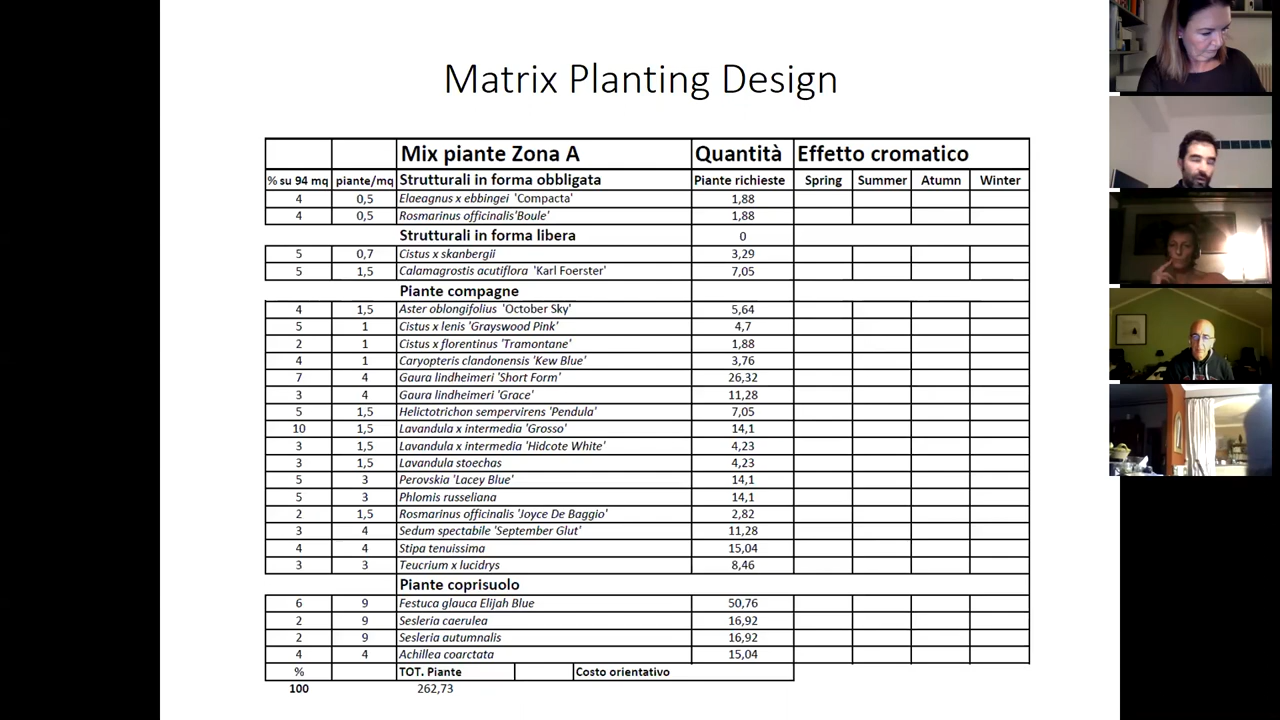 Matrix Planting Design
Mix piante Zona A Quantità Effetto cromatico
% su 94 mq piante/mq Strutturali in forma obbligata Piante richieste Spring Summer Atumn Winter
4 0,5 Elaeagnus x ebbingei 'Compacta' 1,88
4 0,5 Rosmarinus officinalis'Boule' 1,88
Strutturali in forma libera 0
5 0,7 Cistus x skanbergii 3,29
5 1,5 Calamagrostis acutiflora 'Karl Foerster' 7,05
Piante compagne
4 1,5 Aster oblongifolius 'October Sky' 5,64
5 1 Cistus x lenis 'Grayswood Pink' 4,7
2 1 Cistus x florentinus 'Tramontane' 1,88
4 1 Caryopteris clandonensis 'Kew Blue' 3,76
7 4 Gaura lindheimeri 'Short Form' 26,32
3 4 Gaura lindheimeri 'Grace' 11,28
5 1,5 Helictotrichon sempervirens 'Pendula' 7,05
10 1,5 Lavandula x intermedia 'Grosso' 14,1
3 1,5 Lavandula x intermedia 'Hidcote White' 4,23
3 1,5 Lavandula stoechas 4,23
5 3 Perovskia 'Lacey Blue' 14,1
5 3 Phlomis russeliana 14,1
2 1,5 Rosmarinus officinalis 'Joyce De Baggio' 2,82
3 4 Sedum spectabile 'September Glut' 11,28
4 4 Stipa tenuissima 15,04
3 3 Teucrium x lucidrys 8,46
Piante coprisuolo
6 9 Festuca glauca Elijah Blue 50,76
2 9 Sesleria caerulea 16,92
2 9 Sesleria autumnalis 16,92
4 4 Achillea coarctata 15,04
% TOT. Piante Costo orientativo
100 262,73